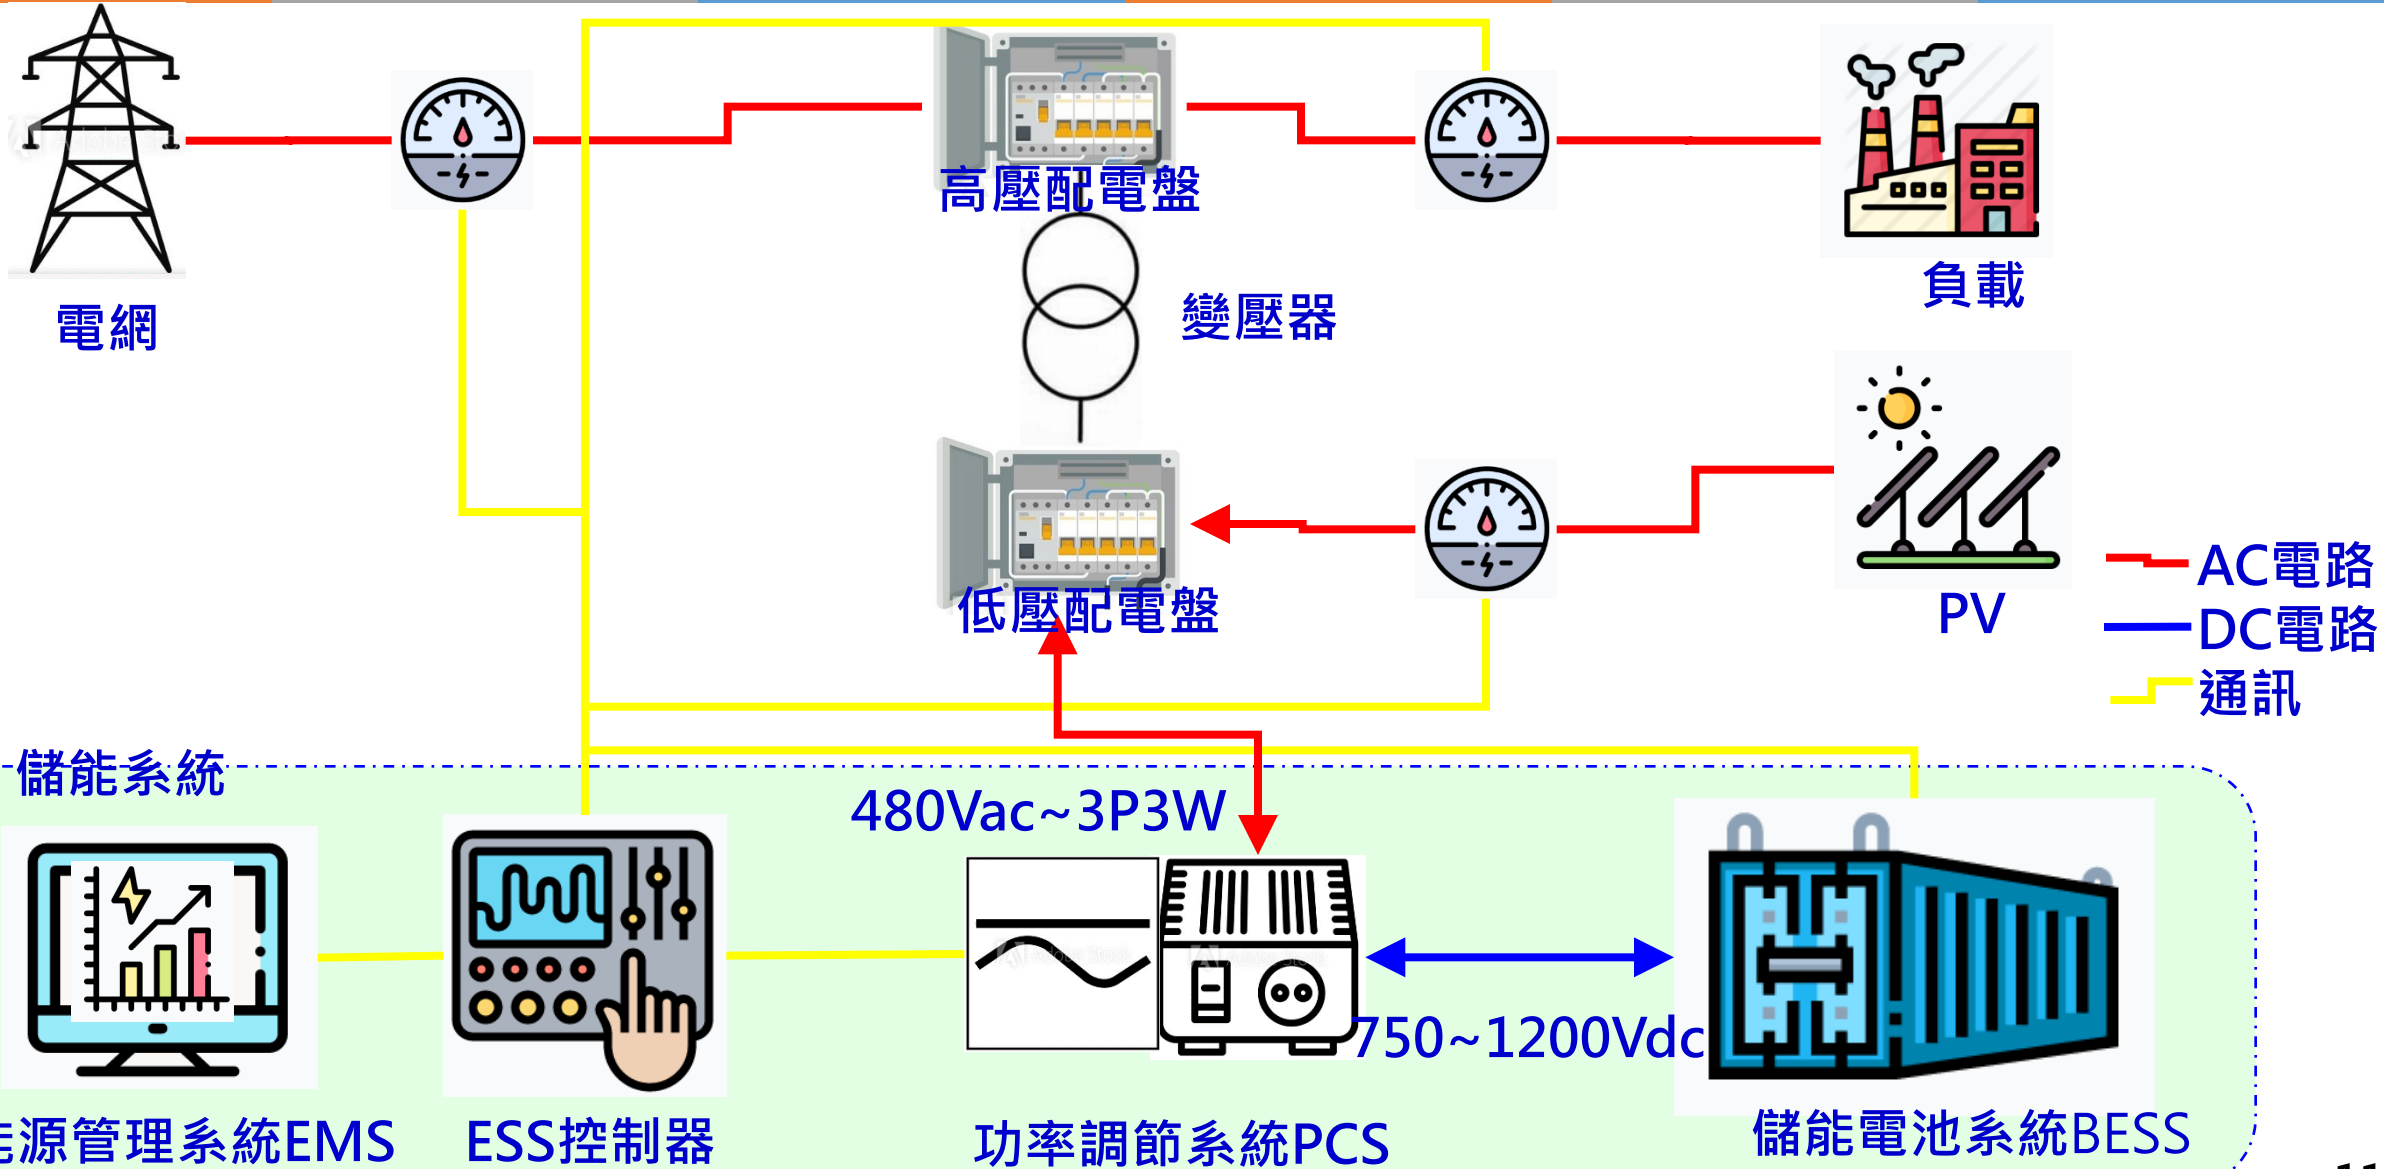 高壓配電盤
負載
變壓器
電網
AC電路
低壓配電盤
PV
DC電路
通訊
儲能系統
480Vac~3P3W
750~1200Vdc
源管理系統EMS
ESS控制器
功率調節系統PCS
儲能電池系統BESS